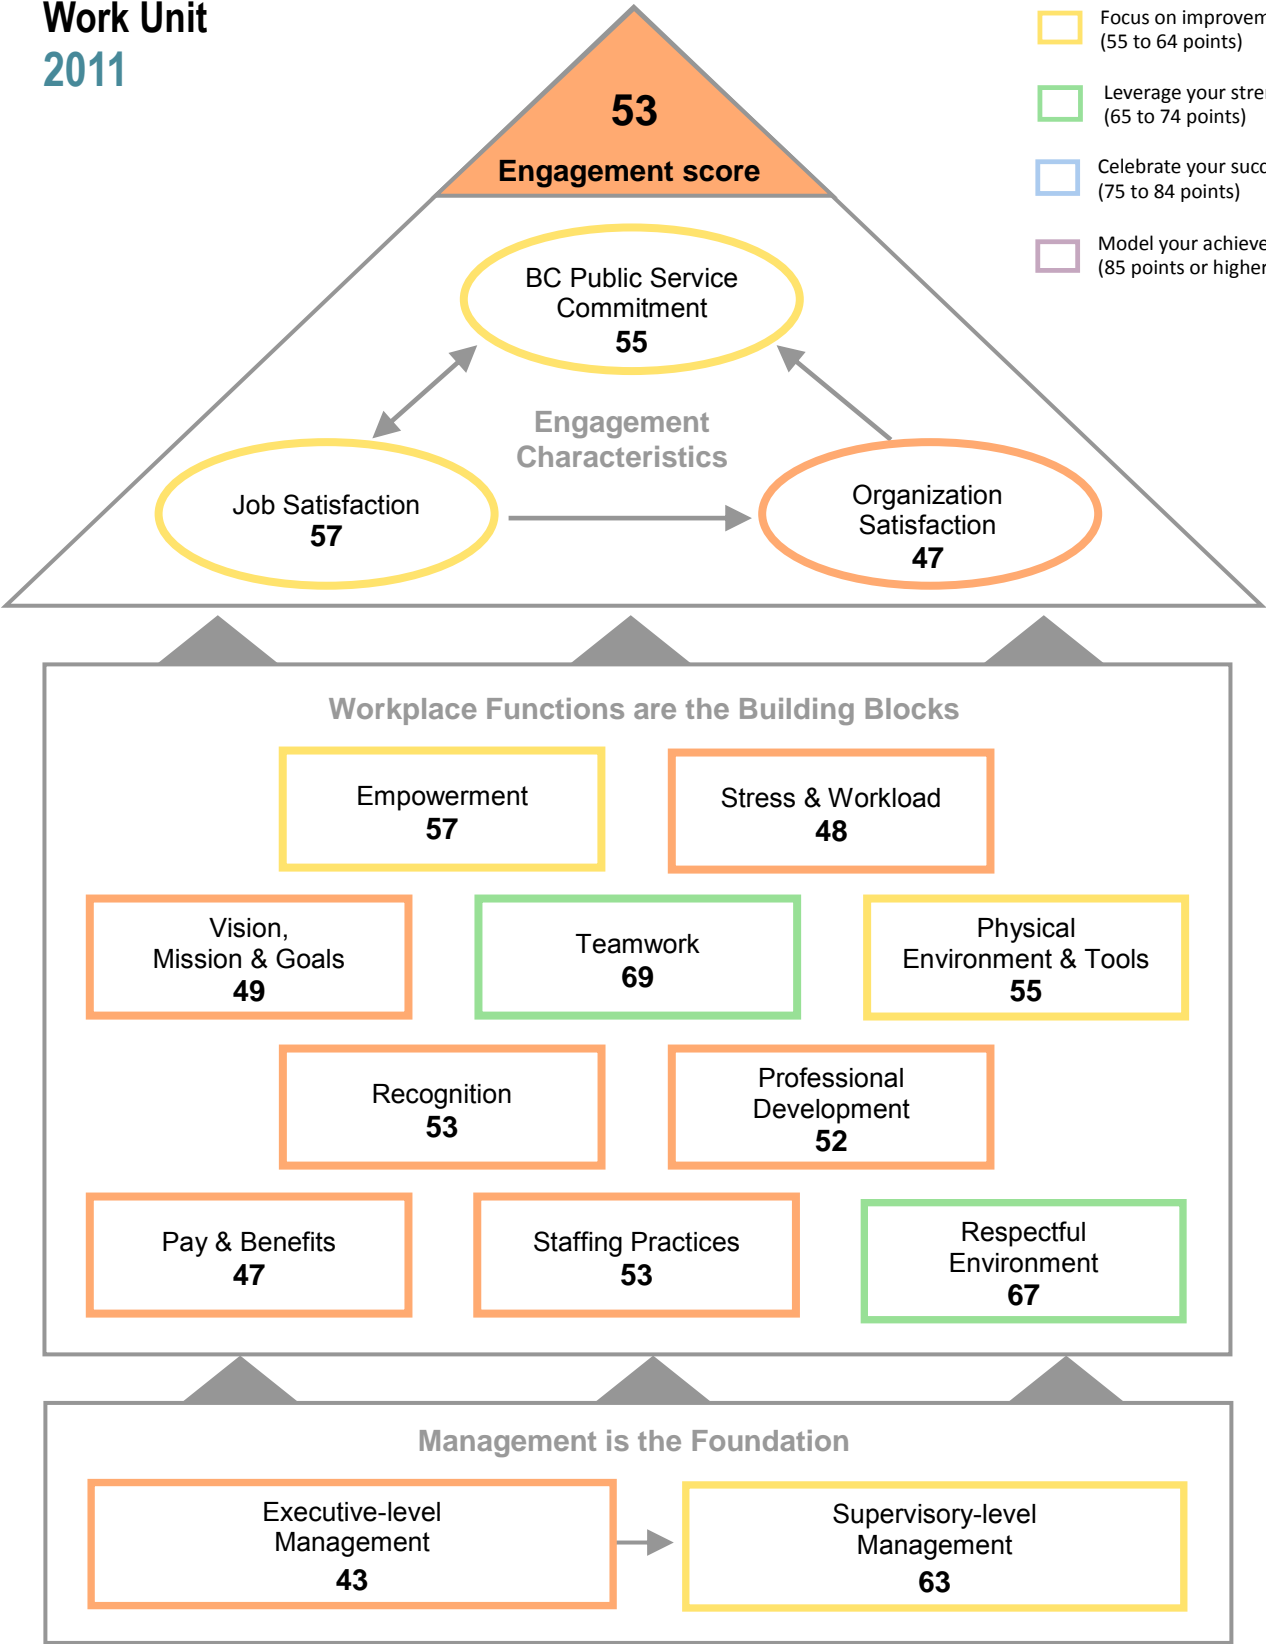 Work Unit
2011
Focus on
(55 to 64 points)
Leverage your
(65 to 74 points)
Celebrate your
(75 to 84 points)
Model your
(85 points or higher
53
Engagement score
BC Public Service
Commitment
55
Engagement
Characteristics
Job Satisfaction
57
Organization
Satisfaction
47
Workplace Functions are the Building Blocks
Empowerment
57
Stress & Workload
48
Vision,
Mission & Goals
49
Teamwork
69
Physical
Environment & Tools
55
Recognition
53
Professional
Development
52
Pay & Benefits
47
Staffing Practices
53
Respectful
Environment
67
Management is the Foundation
Executive-level
Management
43
Supervisory-level
Management
63